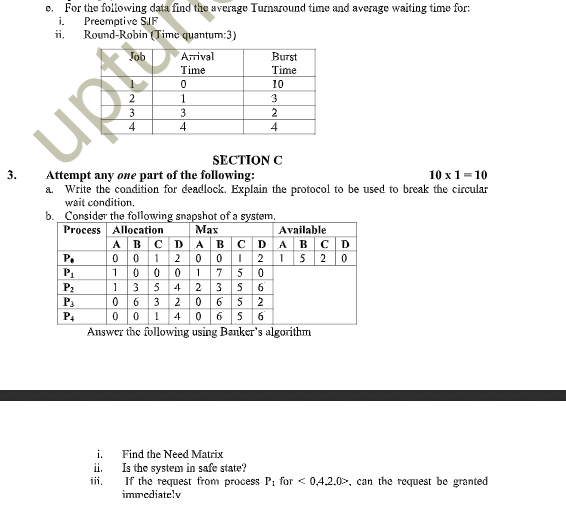 e. For the following data find the average Turnaround time and average waiting time for:
i. Preemptive SJF
ii. Round-Robin (Time quantum:3)
Job Arrival Time Burst Time
1 0 10
2 1 3
3 3 2
4 4 4
uptu
SECTION C
3. Attempt any one part of the following: 10 x 1 = 10
a. Write the condition for deadlock. Explain the protocol to be used to break the circular
wait condition.
b. Consider the following snapshot of a system.
Process Allocation Max Available
A B C D A B C D A B C D
P₀ 0 0 1 2 0 0 1 2 1 5 2 0
P₁ 1 0 0 0 1 7 5 0
P₂ 1 3 5 4 2 3 5 6
P₃ 0 6 3 2 0 6 5 2
P₄ 0 0 1 4 0 6 5 6
Answer the following using Banker's algorithm
i. Find the Need Matrix
ii. Is the system in safe state?
iii. If the request from process P₁ for < 0,4,2,0>, can the request be granted
immediately